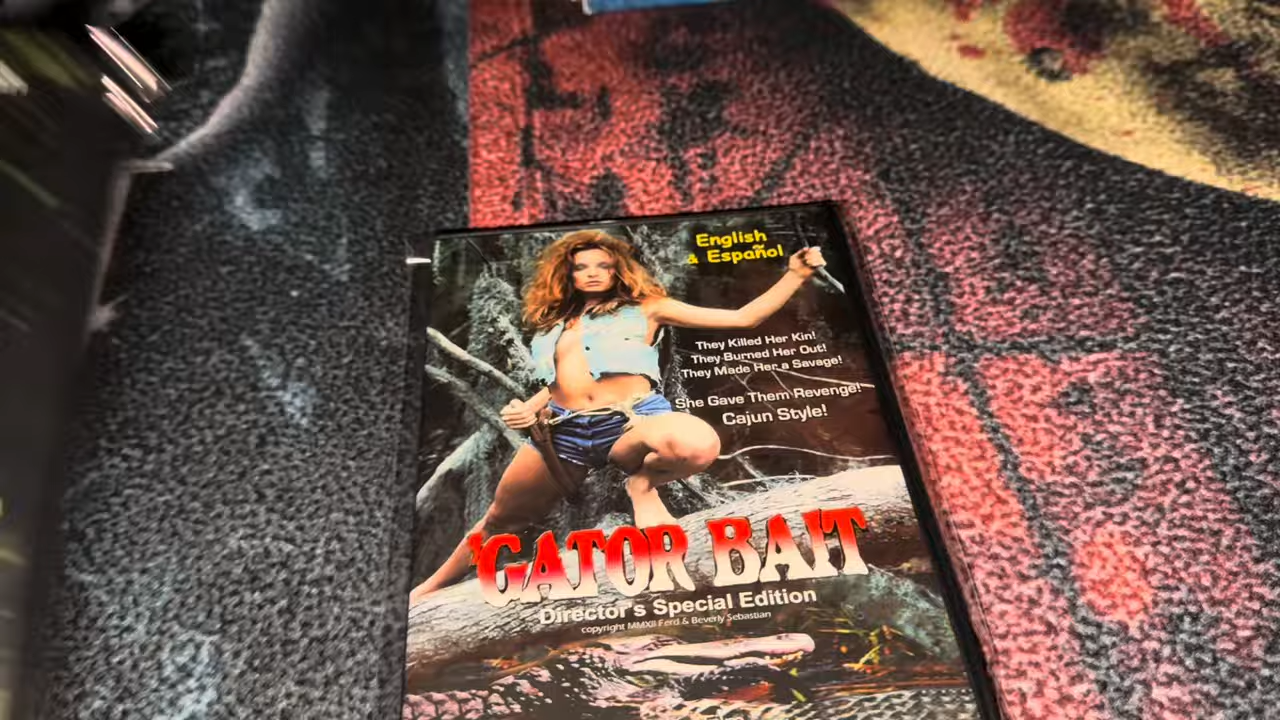 English
& Español
They Killed Her Kin!
They Burned Her Out!
They Made Her a Savage!
She Gave Them Revenge!
Cajun Style!
'GATOR BAIT
Director's Special Edition
copyright MMXII Ferd & Beverly Sebastian